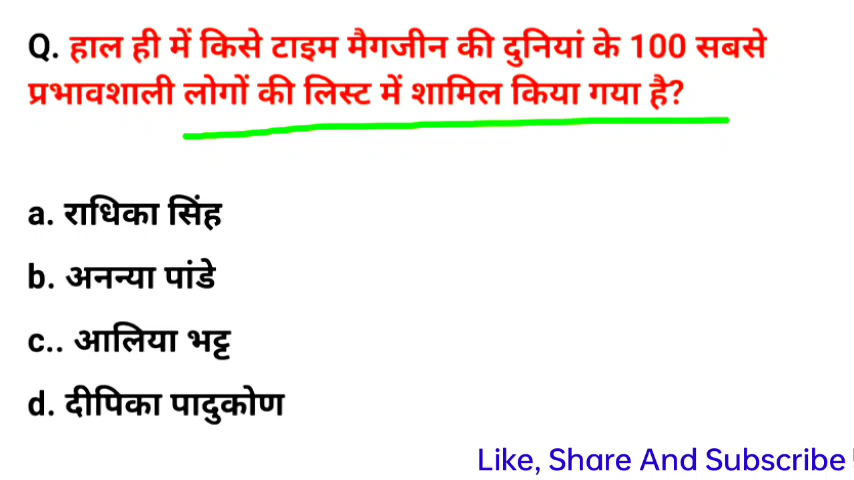 Q. हाल ही में किसे टाइम मैगजीन की दुनियां के 100 सबसे
प्रभावशाली लोगों की लिस्ट में शामिल किया गया है?
a. राधिका सिंह
b. अनन्या पांडे
c.. आलिया भट्ट
d. दीपिका पादुकोण
Like, Share And Subscribe